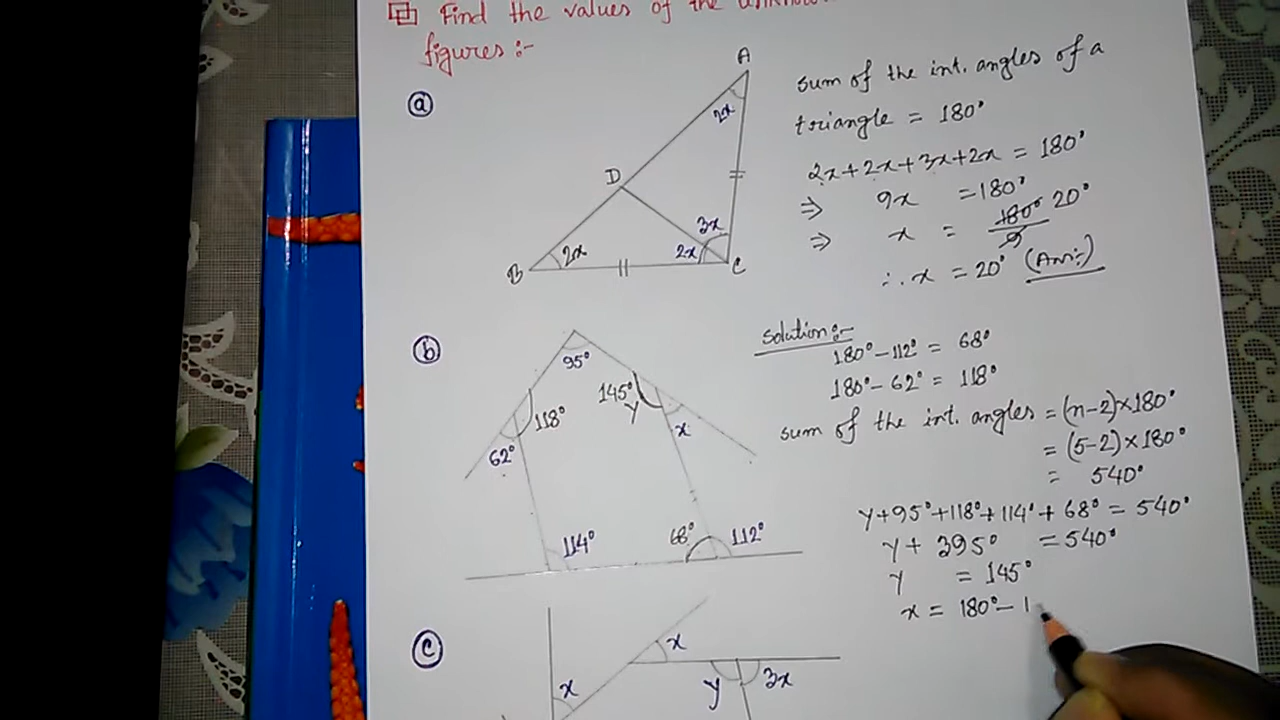 Find the values of the
figures :-
a
A
2x
D
3x
B
2x
2x
C
sum of the int. angles of a
triangle = 180°
2x+2x+3x+2x = 180°
⇒ 9x = 180°
⇒ x = 180° 20°
9
∴ x = 20° (Ans:-)
b
95°
118°
145°
y
x
62°
114°
68°
112°
Solution:-
180°-112° = 68°
180°- 62° = 118°
sum of the int. angles = (n-2)×180°
= (5-2)×180°
= 540°
y+95°+118°+114°+68° = 540°
y + 395° = 540°
y = 145°
x = 180° - 1
c
x
x
y
3x